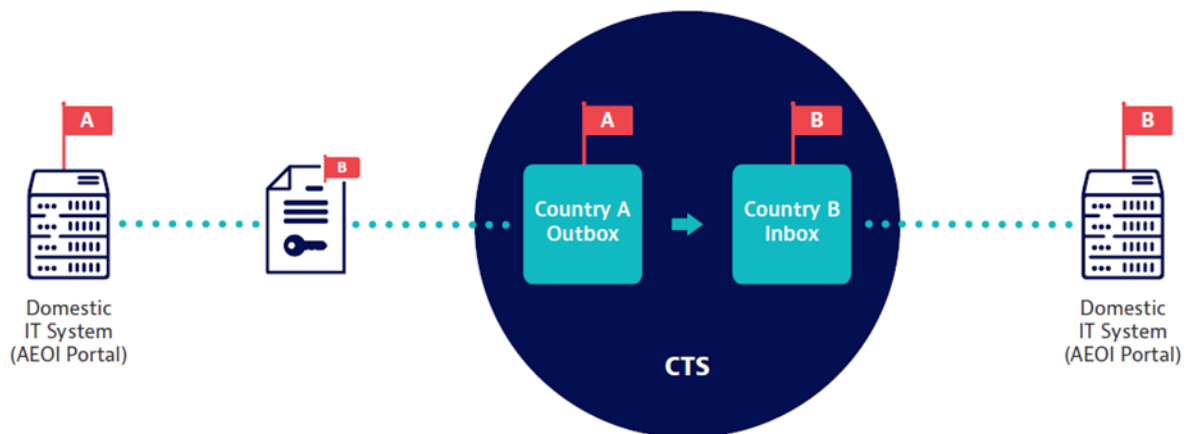 A
B
A
B
B
Country A
Outbox
Country B
Inbox
Domestic
IT System
(AEOI Portal)
Domestic
IT System
(AEOI Portal)
CTS